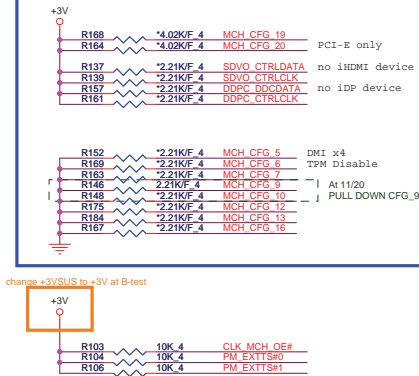 +3V
R168 *4.02K/F_4 MCH_CFG_19
R164 *4.02K/F_4 MCH_CFG_20 PCI-E only
R137 *2.21K/F_4 SDVO_CTRLDATA no iHDMI device
R139 *2.21K/F_4 SDVO_CTRLCLK
R157 *2.21K/F_4 DDPC_DDCDATA no iDP device
R161 *2.21K/F_4 DDPC_CTRLCLK
R152 *2.21K/F_4 MCH_CFG_5 DMI x4
R169 *2.21K/F_4 MCH_CFG_6 TPM Disable
R163 *2.21K/F_4 MCH_CFG_7
R146 2.21K/F_4 MCH_CFG_9 At 11/20
R148 *2.21K/F_4 MCH_CFG_10 PULL DOWN CFG_9
R175 *2.21K/F_4 MCH_CFG_12
R184 *2.21K/F_4 MCH_CFG_13
R167 *2.21K/F_4 MCH_CFG_16
change +3VSUS to +3V at B-test
+3V
R103 10K_4 CLK_MCH_OE#
R104 10K_4 PM_EXTTS#0
R106 10K_4 PM_EXTTS#1